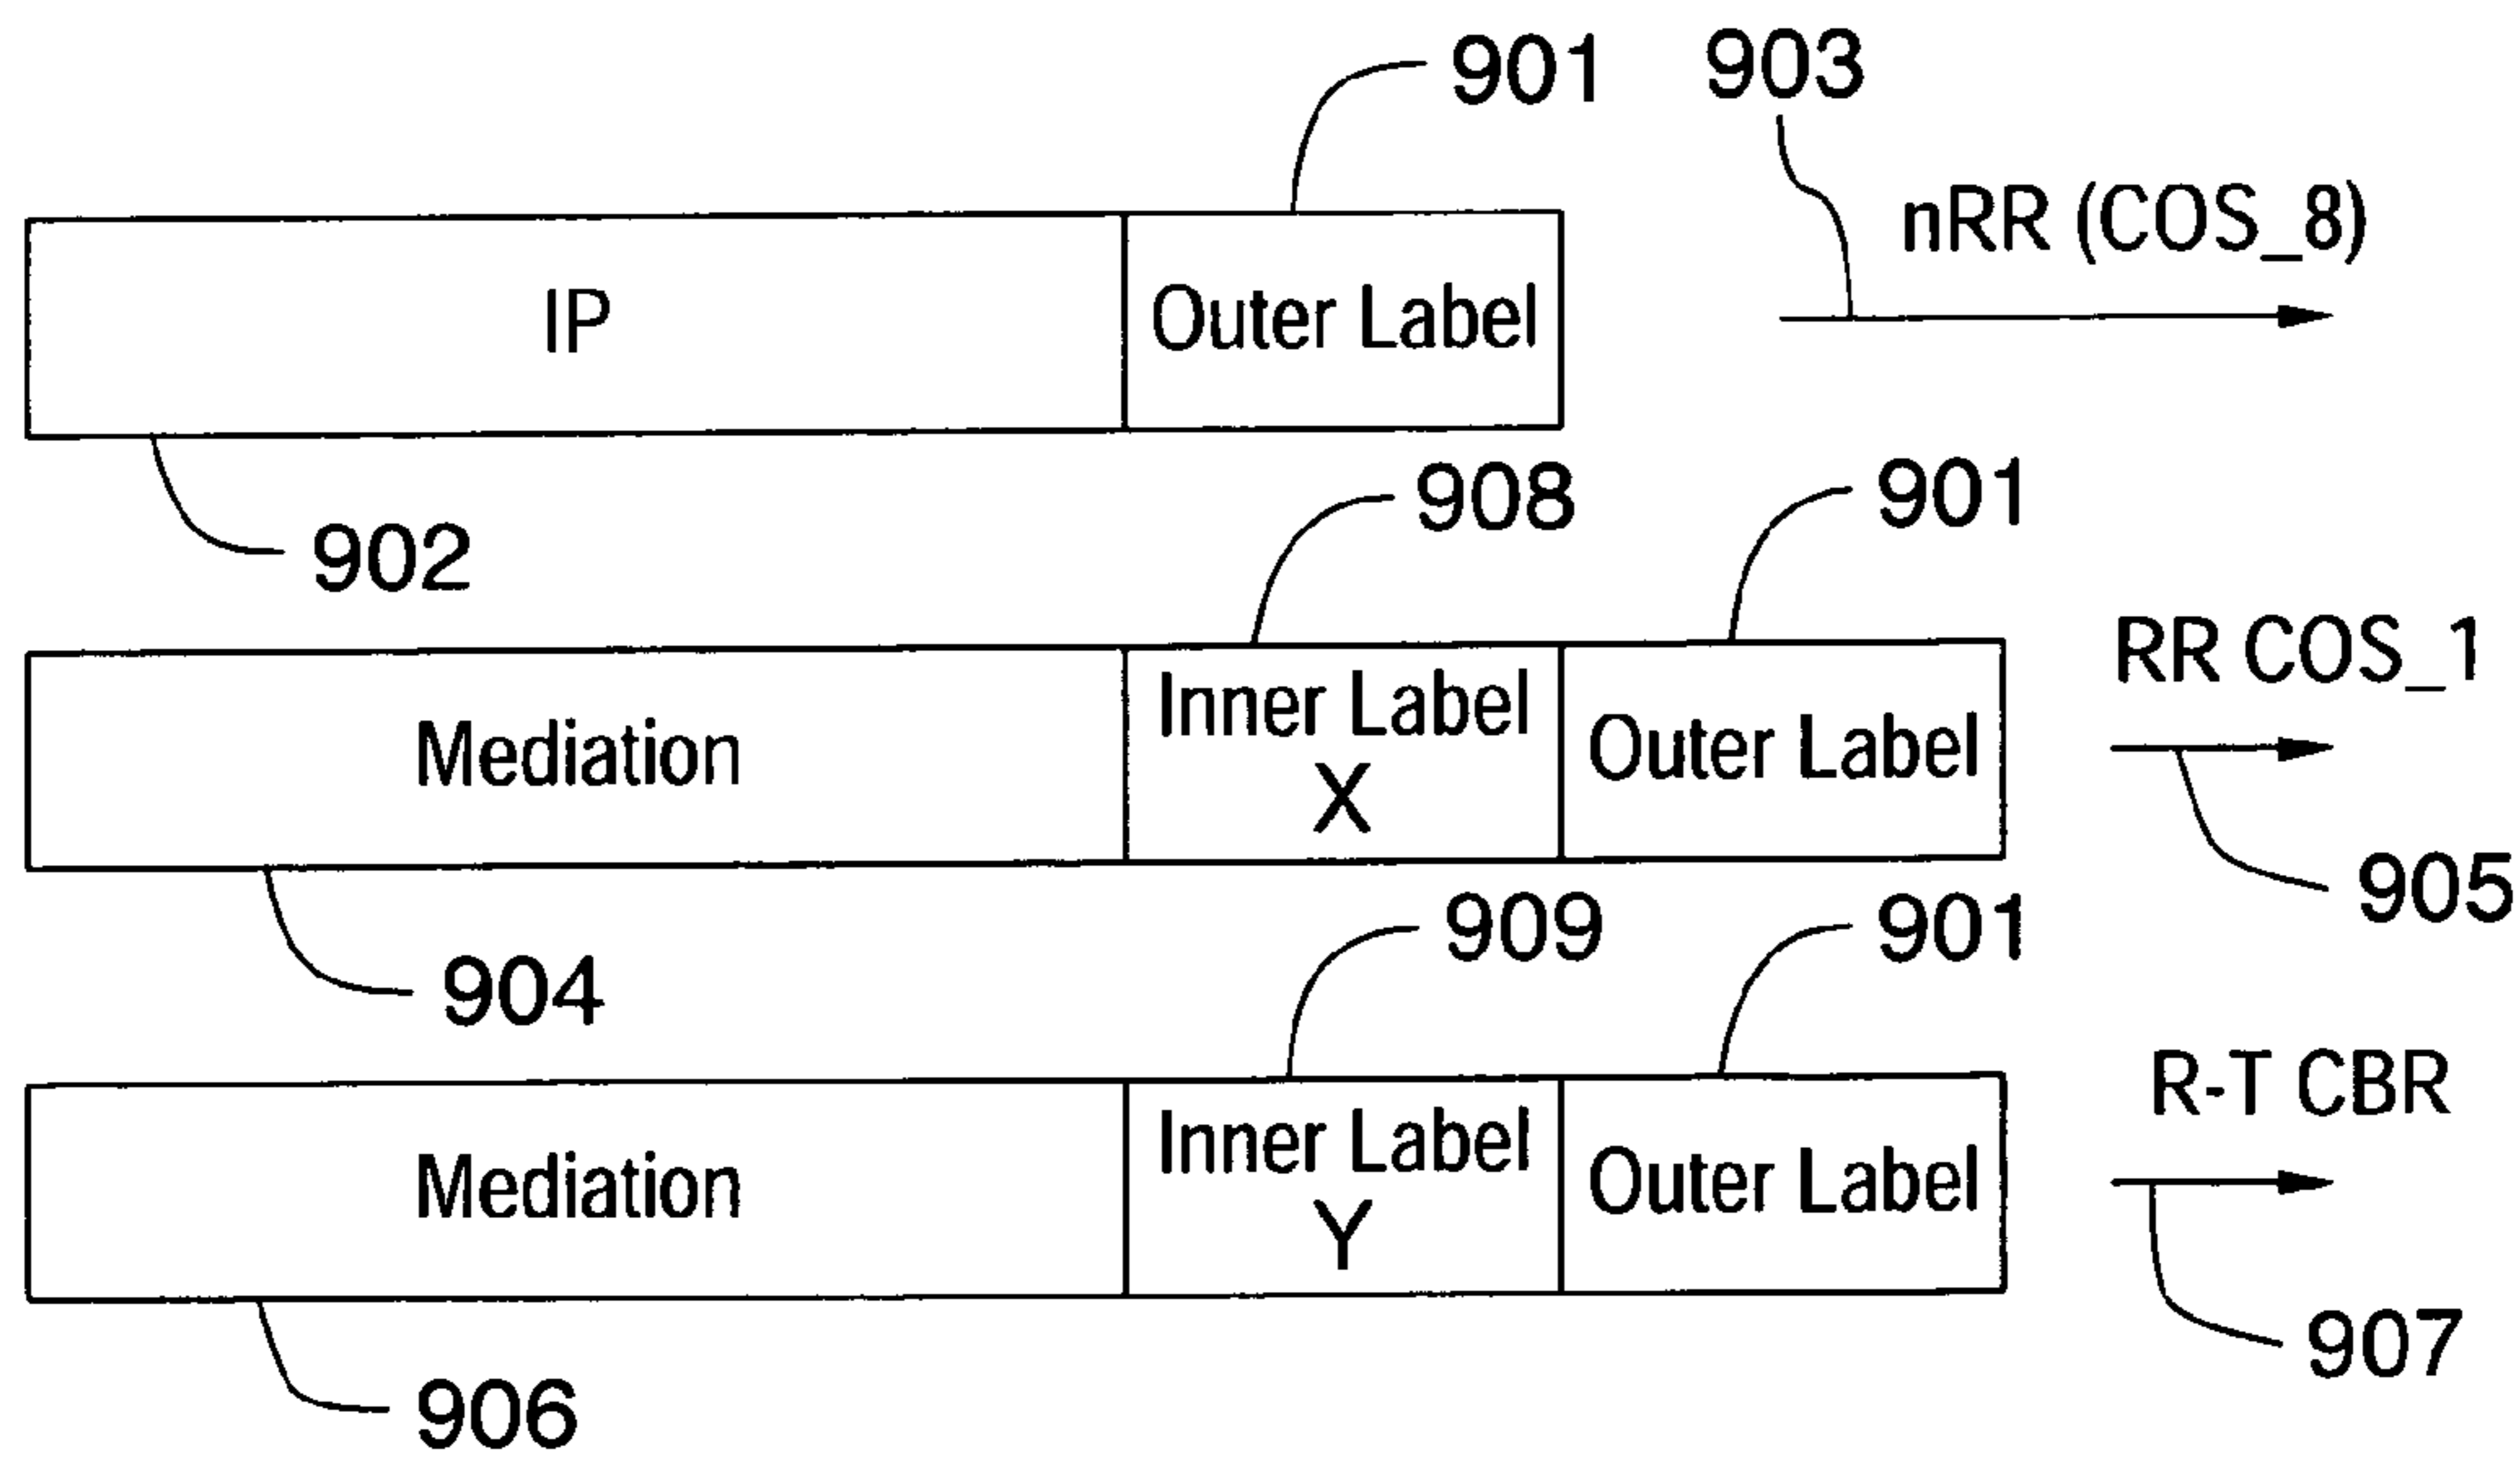 901
903
nRR (COS_8)
IP
Outer Label
902
908
901
RR COS_1
Mediation
Inner Label
X
Outer Label
905
904
909
901
R-T CBR
Mediation
Inner Label
Y
Outer Label
907
906